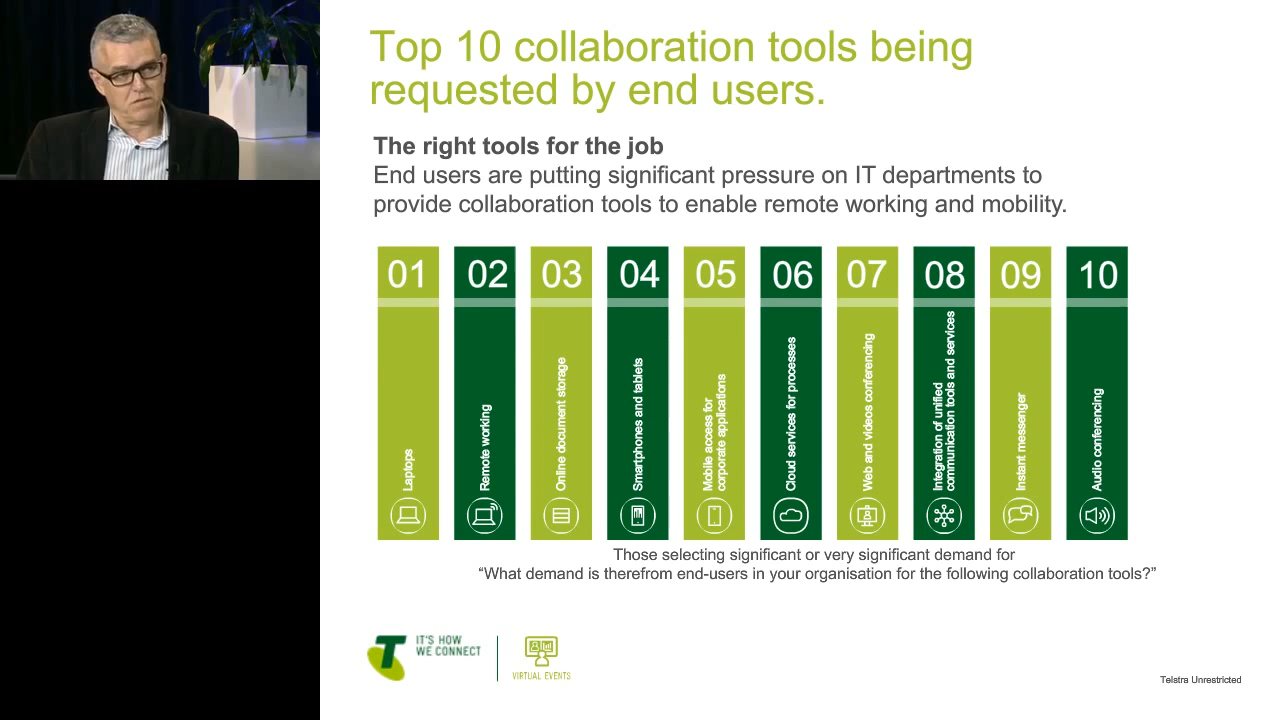 Top 10 collaboration tools being
requested by end users.
The right tools for the job
End users are putting significant pressure on IT departments to
provide collaboration tools to enable remote working and mobility.
01
Laptops
02
Remote working
03
Online document storage
04
Smartphones and tablets
05
Mobile access for
corporate applications
06
Cloud services for processes
07
Web and videos conferencing
08
Integration of unified
communication tools and services
09
Instant messenger
10
Audio conferencing
Those selecting significant or very significant demand for
“What demand is therefrom end-users in your organisation for the following collaboration tools?”
T
IT'S HOW
WE CONNECT
VIRTUAL EVENTS
Telstra Unrestricted